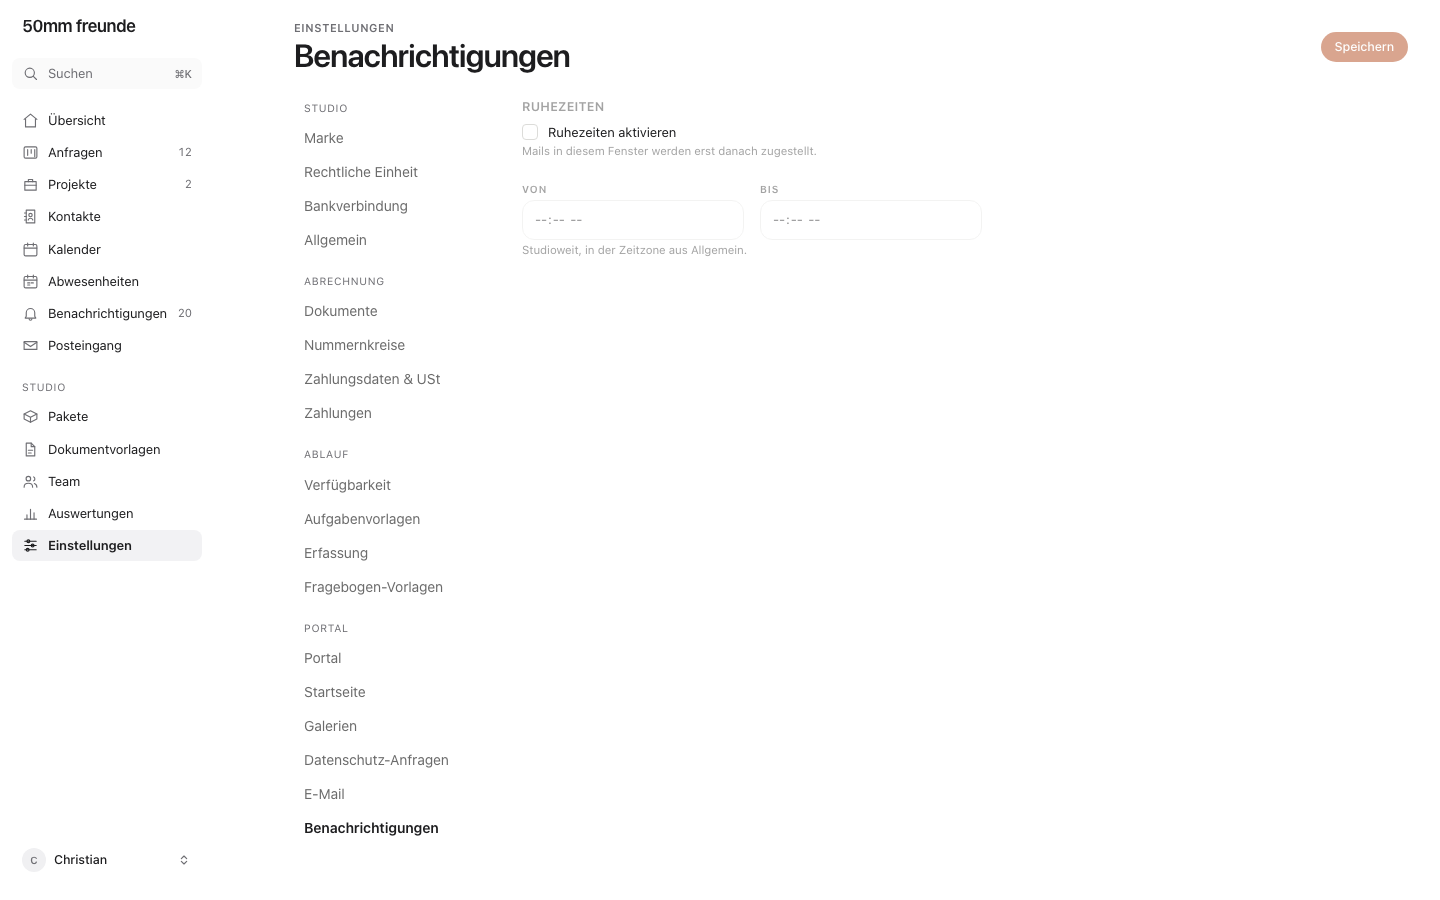 50mm freunde
Suchen ⌘K
Übersicht
Anfragen 12
Projekte 2
Kontakte
Kalender
Abwesenheiten
Benachrichtigungen 20
Posteingang
STUDIO
Pakete
Dokumentvorlagen
Team
Auswertungen
Einstellungen
C Christian
EINSTELLUNGEN
Benachrichtigungen
Speichern
STUDIO
Marke
Rechtliche Einheit
Bankverbindung
Allgemein
ABRECHNUNG
Dokumente
Nummernkreise
Zahlungsdaten & USt
Zahlungen
ABLAUF
Verfügbarkeit
Aufgabenvorlagen
Erfassung
Fragebogen-Vorlagen
PORTAL
Portal
Startseite
Galerien
Datenschutz-Anfragen
E-Mail
Benachrichtigungen
RUHEZEITEN
Ruhezeiten aktivieren
Mails in diesem Fenster werden erst danach zugestellt.
VON BIS
--:-- -- --:-- --
Studioweit, in der Zeitzone aus Allgemein.